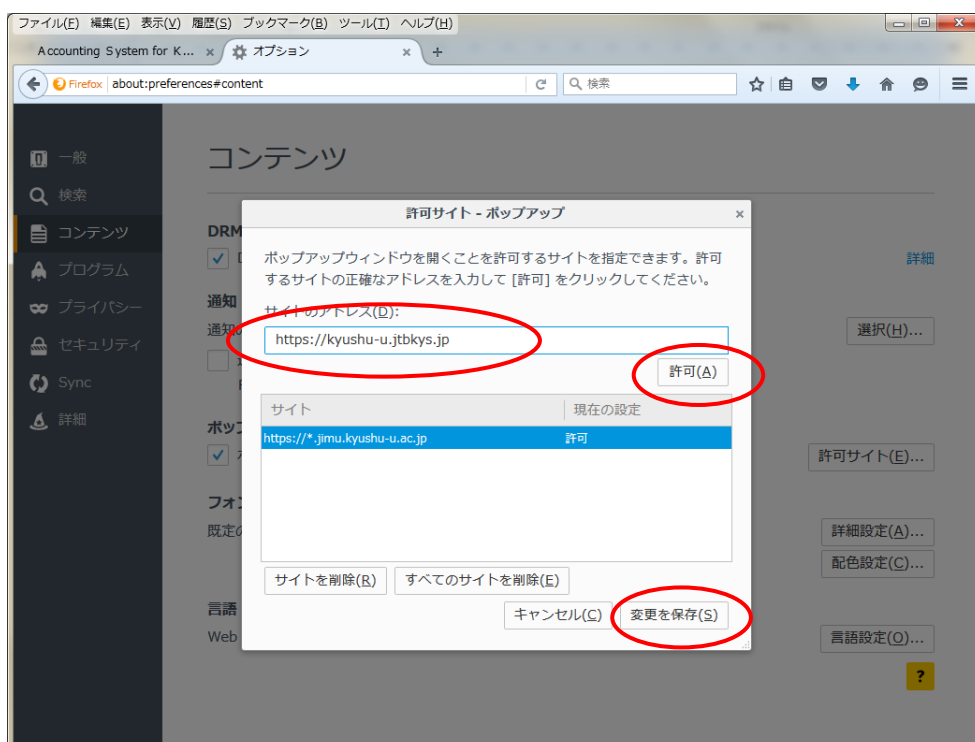 ファイル(F) 編集(E) 表示(V) 履歴(S) ブックマーク(B) ツール(T) ヘルプ(H)
Accounting System for K... × オプション × +
Firefox about:preferences#content 検索
一般
検索
コンテンツ
プログラム
プライバシー
セキュリティ
Sync
詳細
コンテンツ
DRM
詳細
通知
通知
選択(H)...
ポップ
許可サイト(E)...
フォン
既定の
詳細設定(A)...
配色設定(C)...
言語
Web
言語設定(O)...
?
許可サイト - ポップアップ ×
ポップアップウィンドウを開くことを許可するサイトを指定できます。許可
するサイトの正確なアドレスを入力して [許可] をクリックしてください。
サイトのアドレス(D):
https://kyushu-u.jtbkys.jp
許可(A)
サイト 現在の設定
https://*.jimu.kyushu-u.ac.jp 許可
サイトを削除(R) すべてのサイトを削除(E)
キャンセル(C) 変更を保存(S)